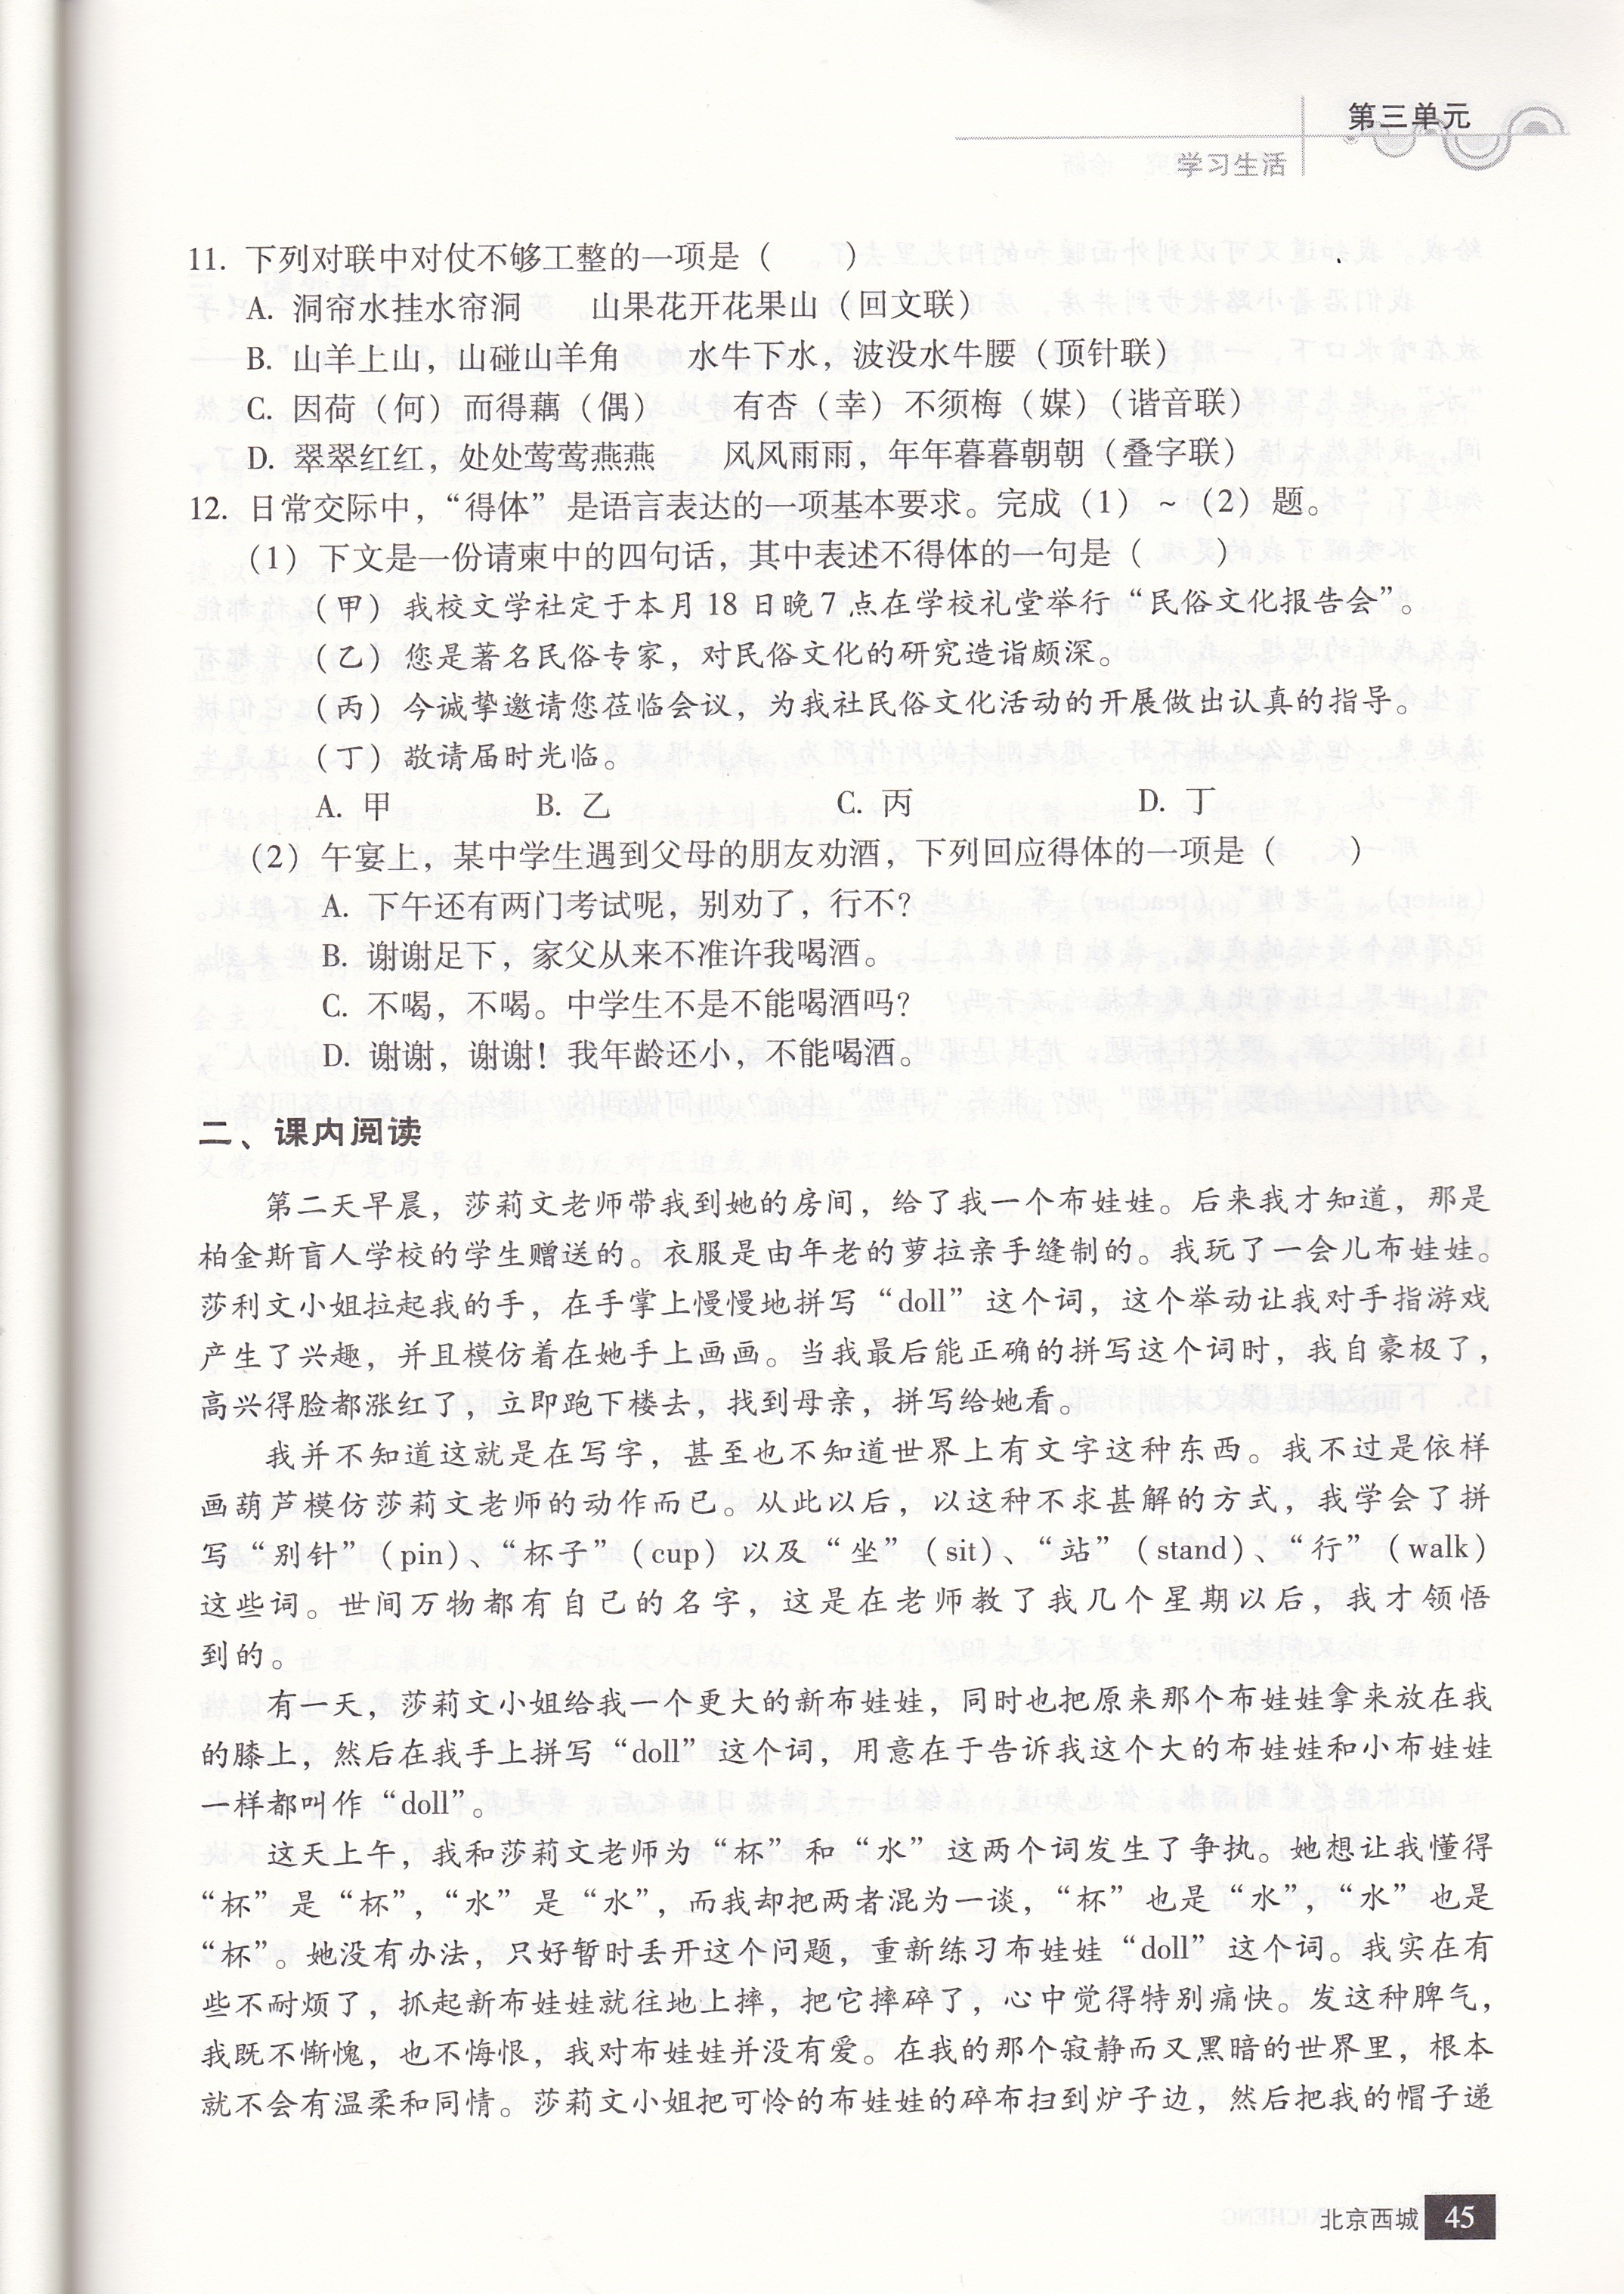 第三单元
学习生活
11. 下列对联中对仗不够工整的一项是（　　）
A. 洞帘水挂水帘洞　　山果花开花果山（回文联）
B. 山羊上山，山碰山羊角　　水牛下水，波没水牛腰（顶针联）
C. 因荷（何）而得藕（偶）　　有杏（幸）不须梅（媒）（谐音联）
D. 翠翠红红，处处莺莺燕燕　　风风雨雨，年年暮暮朝朝（叠字联）
12. 日常交际中，“得体”是语言表达的一项基本要求。完成（1）~（2）题。
（1）下文是一份请柬中的四句话，其中表述不得体的一句是（　　）
（甲）我校文学社定于本月18日晚7点在学校礼堂举行“民俗文化报告会”。
（乙）您是著名民俗专家，对民俗文化的研究造诣颇深。
（丙）今诚挚邀请您莅临会议，为我社民俗文化活动的开展做出认真的指导。
（丁）敬请届时光临。
A. 甲　　B. 乙　　C. 丙　　D. 丁
（2）午宴上，某中学生遇到父母的朋友劝酒，下列回应得体的一项是（　　）
A. 下午还有两门考试呢，别劝了，行不？
B. 谢谢足下，家父从来不准许我喝酒。
C. 不喝，不喝。中学生不是不能喝酒吗？
D. 谢谢，谢谢！我年龄还小，不能喝酒。
二、课内阅读
第二天早晨，莎莉文老师带我到她的房间，给了我一个布娃娃。后来我才知道，那是
柏金斯盲人学校的学生赠送的。衣服是由年老的萝拉亲手缝制的。我玩了一会儿布娃娃。
莎利文小姐拉起我的手，在手掌上慢慢地拼写“doll”这个词，这个举动让我对手指游戏
产生了兴趣，并且模仿着在她手上画画。当我最后能正确的拼写这个词时，我自豪极了，
高兴得脸都涨红了，立即跑下楼去，找到母亲，拼写给她看。
我并不知道这就是在写字，甚至也不知道世界上有文字这种东西。我不过是依样
画葫芦模仿莎莉文老师的动作而已。从此以后，以这种不求甚解的方式，我学会了拼
写“别针”（pin）、“杯子”（cup）以及“坐”（sit）、“站”（stand）、“行”（walk）
这些词。世间万物都有自己的名字，这是在老师教了我几个星期以后，我才领悟
到的。
有一天，莎莉文小姐给我一个更大的新布娃娃，同时也把原来那个布娃娃拿来放在我
的膝上，然后在我手上拼写“doll”这个词，用意在于告诉我这个大的布娃娃和小布娃娃
一样都叫作“doll”。
这天上午，我和莎莉文老师为“杯”和“水”这两个词发生了争执。她想让我懂得
“杯”是“杯”，“水”是“水”，而我却把两者混为一谈，“杯”也是“水”，“水”也是
“杯”。她没有办法，只好暂时丢开这个问题，重新练习布娃娃“doll”这个词。我实在有
些不耐烦了，抓起新布娃娃就往地上摔，把它摔碎了，心中觉得特别痛快。发这种脾气，
我既不惭愧，也不悔恨，我对布娃娃并没有爱。在我的那个寂静而又黑暗的世界里，根本
就不会有温柔和同情。莎莉文小姐把可怜的布娃娃的碎布扫到炉子边，然后把我的帽子递
北京西城 45